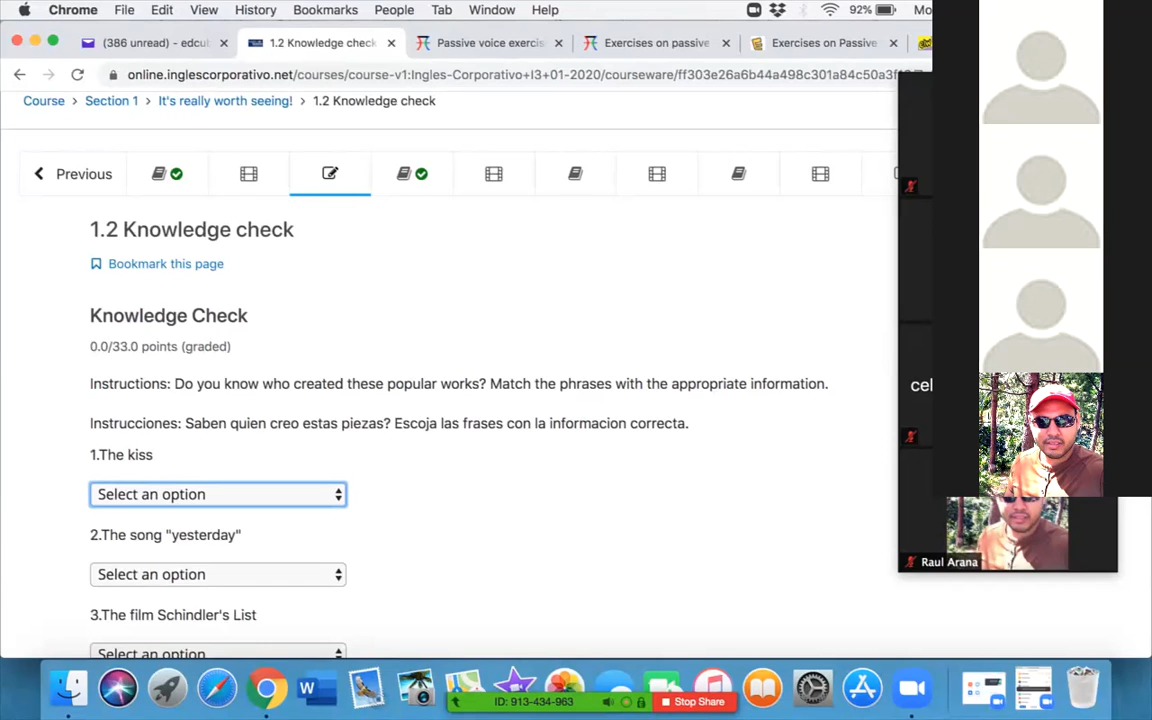 Chrome File Edit View History Bookmarks People Tab Window Help 92% Mo
(386 unread) - edcu 1.2 Knowledge check Passive voice exercis Exercises on passive Exercises on Passive
online.inglescorporativo.net/courses/course-v1:Ingles-Corporativo+I3+01-2020/courseware/ff303e26a6b44a498c301a84c50a3f
Course > Section 1 > It's really worth seeing! > 1.2 Knowledge check
Previous
1.2 Knowledge check
Bookmark this page
Knowledge Check
0.0/33.0 points (graded)
Instructions: Do you know who created these popular works? Match the phrases with the appropriate information.
cel
Instrucciones: Saben quien creo estas piezas? Escoja las frases con la informacion correcta.
1.The kiss
Select an option
2.The song "yesterday"
Raul Arana
Select an option
3.The film Schindler's List
Select an option
ID: 913-434-963 Stop Share